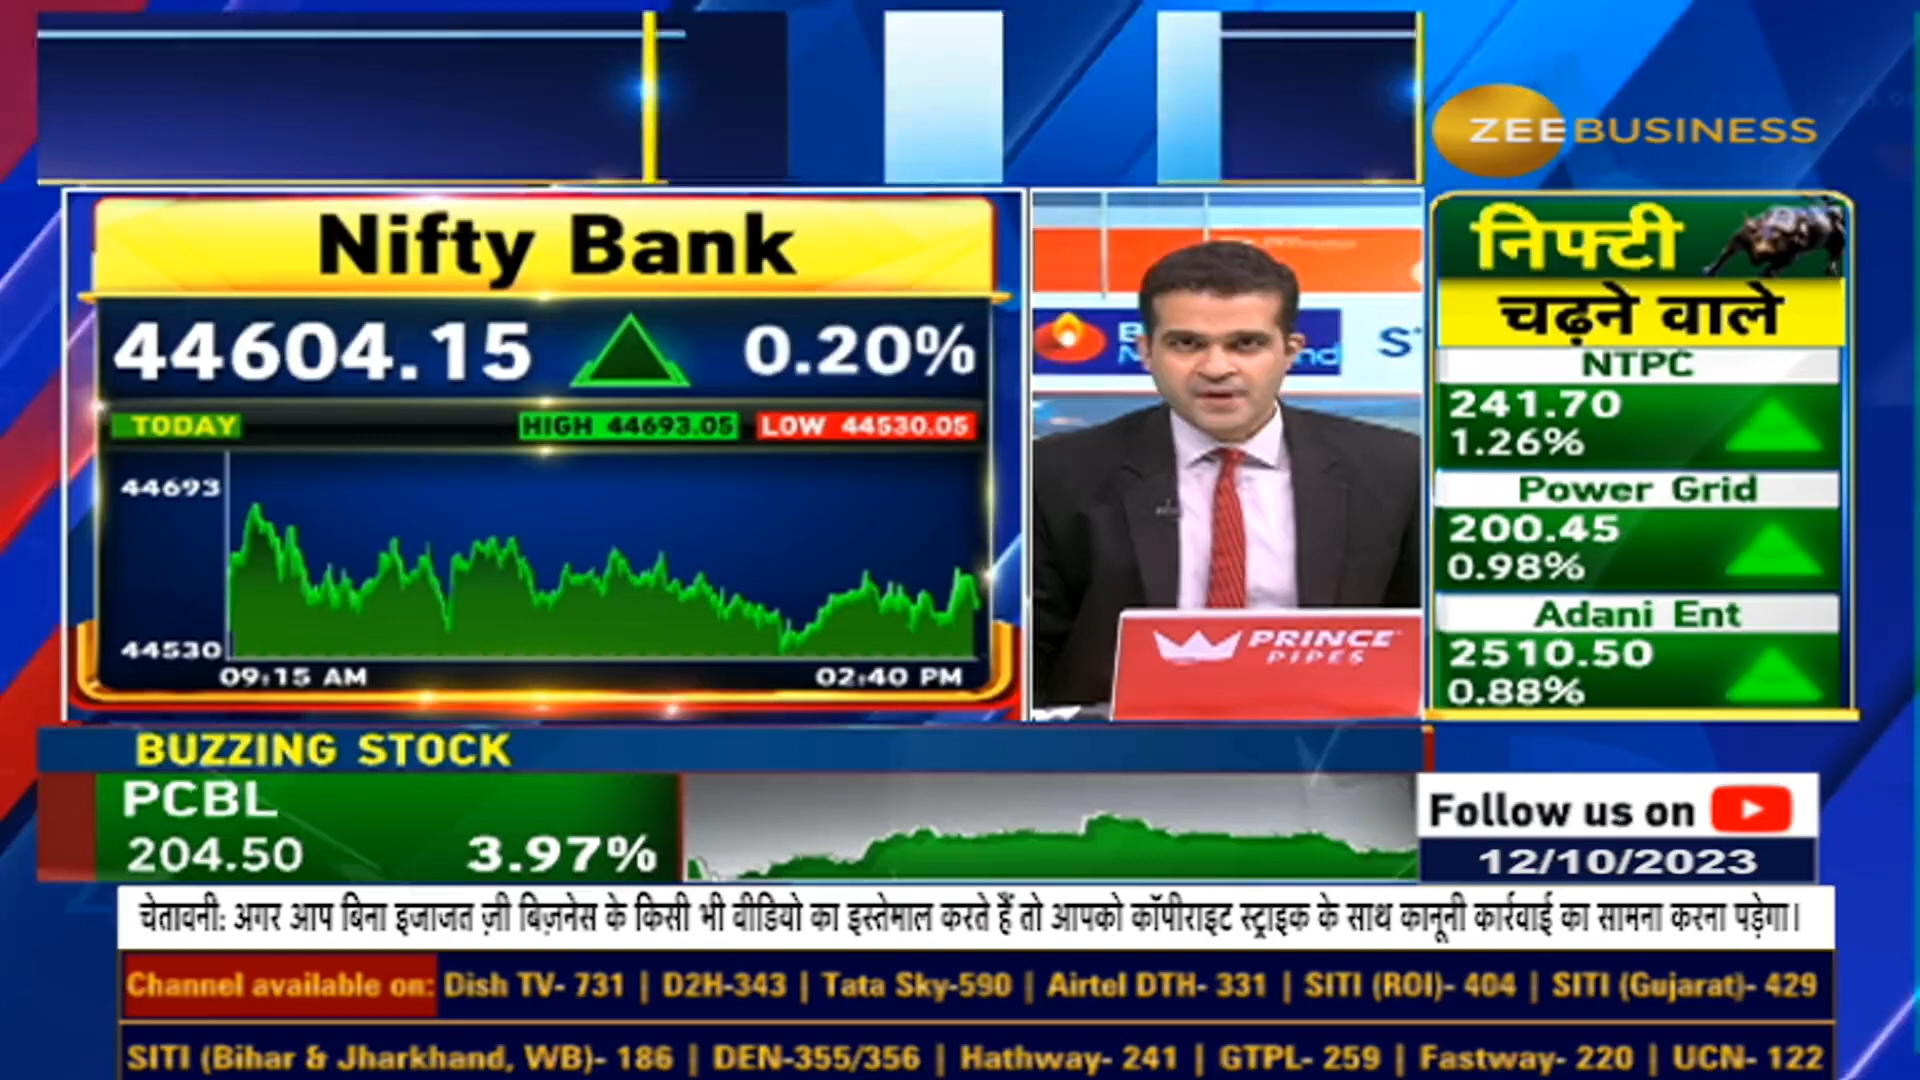 ZEEBUSINESS
Nifty Bank
44604.15 0.20%
TODAY HIGH 44693.05 LOW 44530.05
44693
44530
09:15 AM 02:40 PM
PRINCE
PIPES
निफ्टी
चढ़ने वाले
NTPC
241.70
1.26%
Power Grid
200.45
0.98%
Adani Ent
2510.50
0.88%
BUZZING STOCK
PCBL
204.50 3.97%
Follow us on
12/10/2023
चेतावनी: अगर आप बिना इजाजत ज़ी बिज़नेस के किसी भी वीडियो का इस्तेमाल करते हैं तो आपको कॉपीराइट स्ट्राइक के साथ कानूनी कार्रवाई का सामना करना पड़ेगा।
Channel available on: Dish TV- 731 | D2H-343 | Tata Sky-590 | Airtel DTH- 331 | SITI (ROI)- 404 | SITI (Gujarat)- 429
SITI (Bihar & Jharkhand, WB)- 186 | DEN-355/356 | Hathway- 241 | GTPL- 259 | Fastway- 220 | UCN- 122